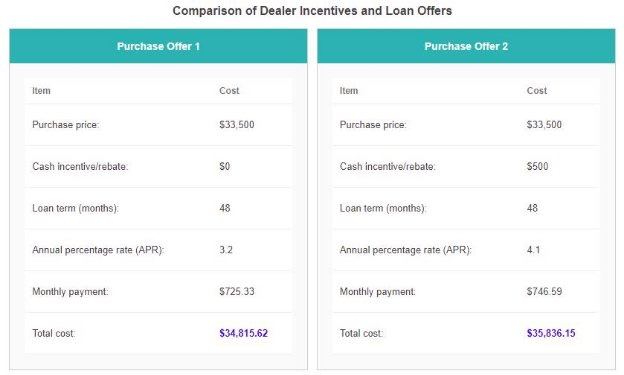 Comparison of Dealer Incentives and Loan Offers
Purchase Offer 1
Item Cost
Purchase price: $33,500
Cash incentive/rebate: $0
Loan term (months): 48
Annual percentage rate (APR): 3.2
Monthly payment: $725.33
Total cost: $34,815.62
Purchase Offer 2
Item Cost
Purchase price: $33,500
Cash incentive/rebate: $500
Loan term (months): 48
Annual percentage rate (APR): 4.1
Monthly payment: $746.59
Total cost: $35,836.15